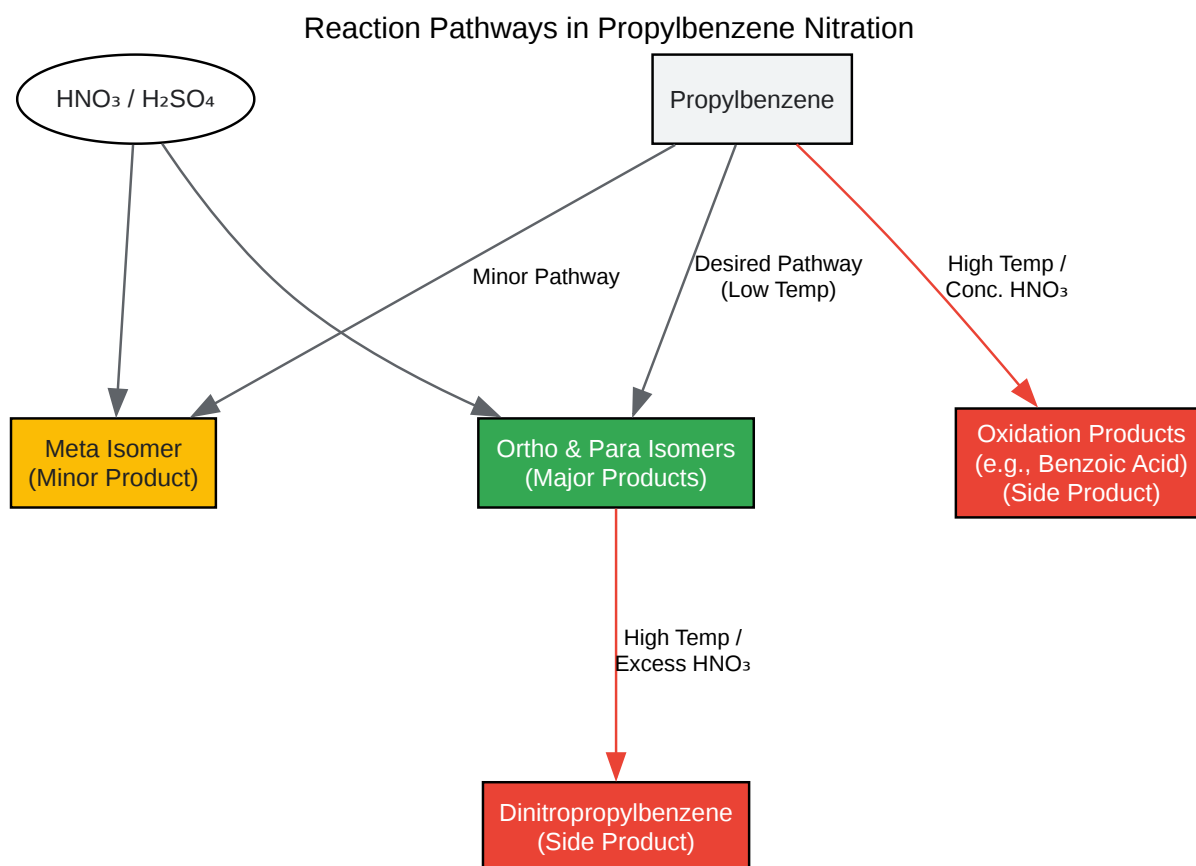 Reaction Pathways in Propylbenzene Nitration
HNO₃ / H₂SO₄
Propylbenzene
Minor Pathway
Desired Pathway
(Low Temp)
High Temp /
Conc. HNO₃
Meta Isomer
(Minor Product)
Ortho & Para Isomers
(Major Products)
Oxidation Products
(e.g., Benzoic Acid)
(Side Product)
High Temp /
Excess HNO₃
Dinitropropylbenzene
(Side Product)